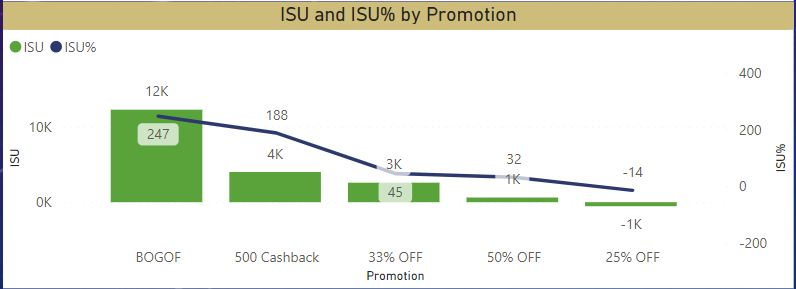 ISU and ISU% by Promotion
ISU ISU%
400
12K
188
10K
247
200
4K
3K
32
-14
45
1K
0K
0
-1K
-200
ISU
ISU%
BOGOF 500 Cashback 33% OFF 50% OFF 25% OFF
Promotion